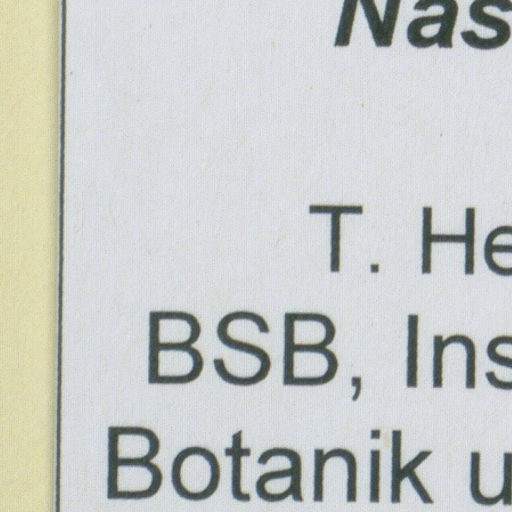 Nas
T. He
BSB, Ins
Botanik u